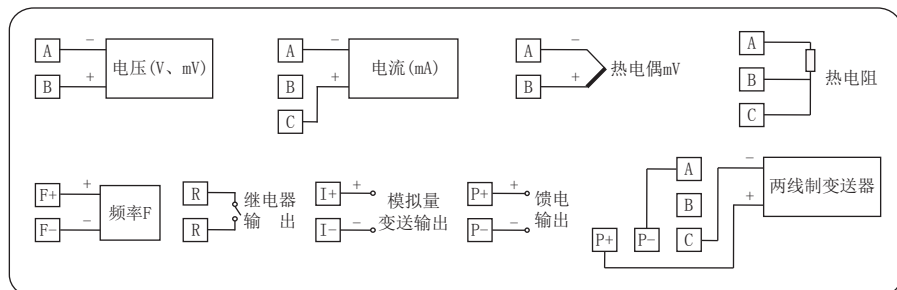 A − 电压(V、mV)
B +
A − 电流(mA)
B +
C
A − 热电偶mV
B +
A
B 热电阻
C
F+ + 频率F
F- −
R 继电器
R 输 出
I+ + 模拟量
I- − 变送输出
P+ + 馈电
P- − 输出
A − 两线制变送器
B +
C
P+ P-